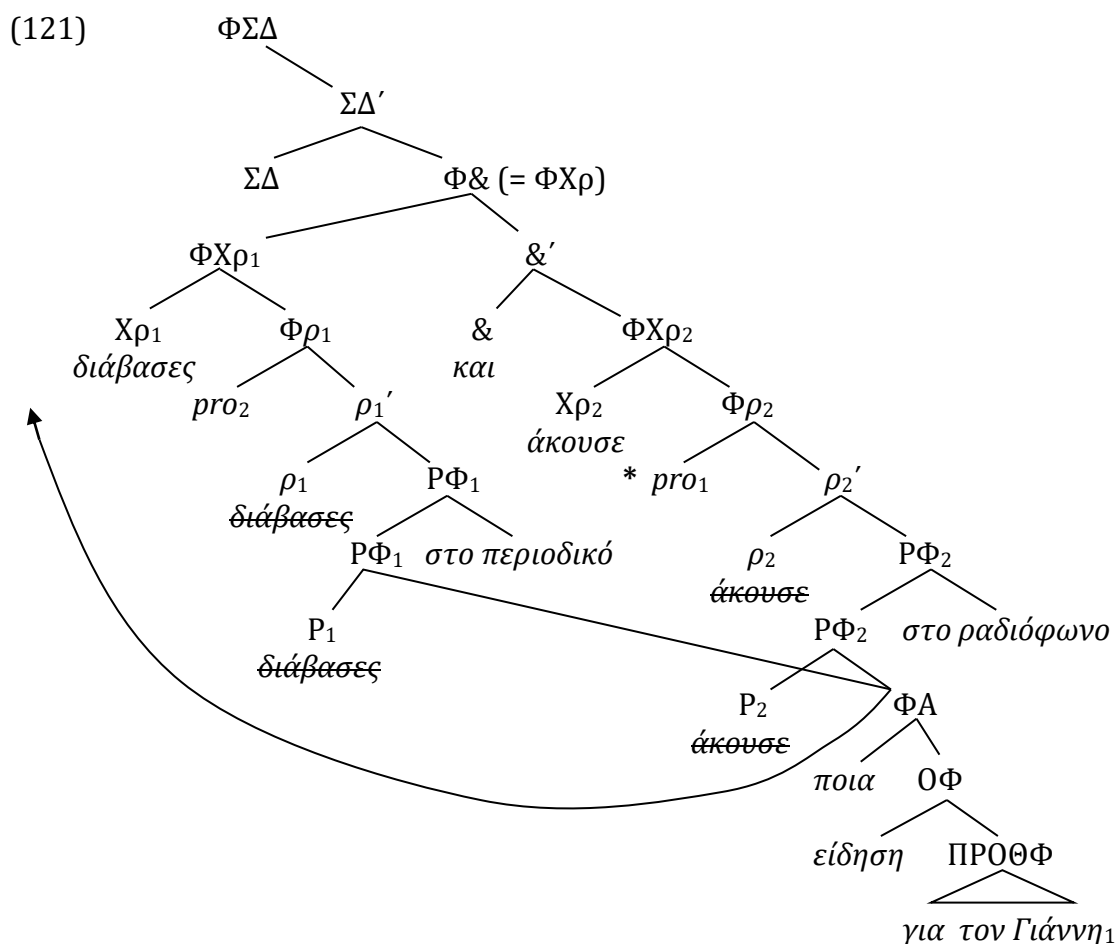 (121) ΦΣΔ
ΣΔ′
ΣΔ Φ& (= ΦΧρ)
ΦΧρ₁ &′
Χρ₁ Φρ₁ & ΦΧρ₂
διάβασες και
pro₂ ρ₁′ Χρ₂ Φρ₂
άκουσε
ρ₁ ΡΦ₁ * pro₁ ρ₂′
διάβασες
ΡΦ₁ στο περιοδικό ρ₂ ΡΦ₂
άκουσε
Ρ₁ ΡΦ₂ στο ραδιόφωνο
διάβασες
Ρ₂ ΦΑ
άκουσε
ποια ΟΦ
είδηση ΠΡΟΘΦ
για τον Γιάννη₁